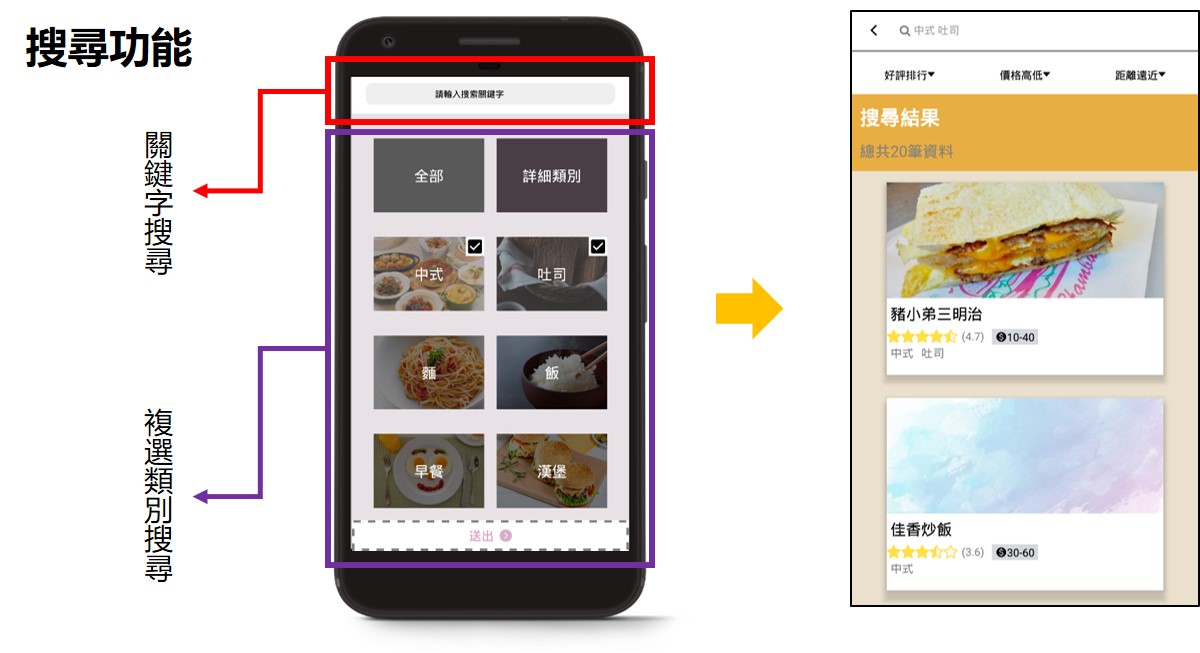 搜尋功能
關鍵字搜尋
複選類別搜尋
請輸入搜索關鍵字
全部
詳細類別
中式
吐司
麵
飯
早餐
漢堡
送出
中式 吐司
好評排行▾
價格高低▾
距離遠近▾
搜尋結果
總共20筆資料
豬小弟三明治
(4.7)
$10-40
中式 吐司
佳香炒飯
(3.6)
$30-60
中式